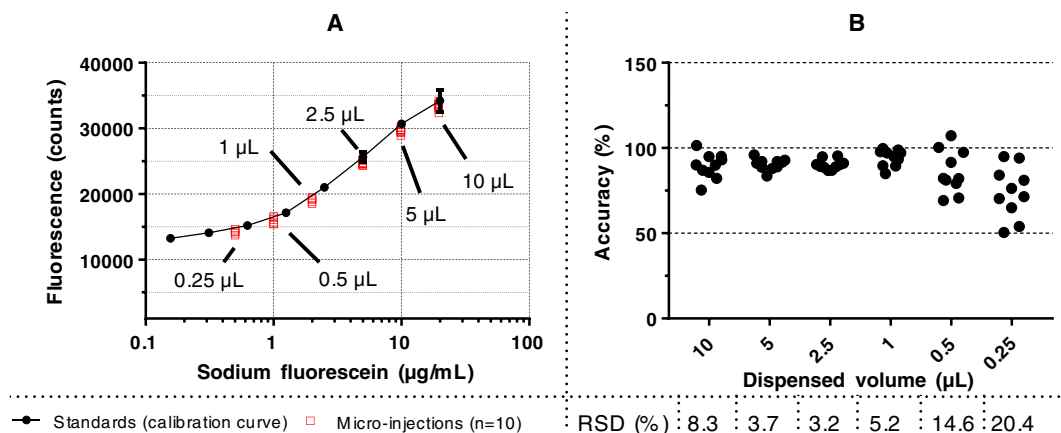 A
Fluorescence (counts)
40000
30000
20000
10000
2.5 µL
1 µL
10 µL
5 µL
0.25 µL
0.5 µL
0.1
1
10
100
Sodium fluorescein (µg/mL)
Standards (calibration curve)
Micro-injections (n=10)
B
Accuracy (%)
150
100
50
0
10
5
2.5
1
0.5
0.25
Dispensed volume (µL)
RSD (%) 8.3 3.7 3.2 5.2 14.6 20.4